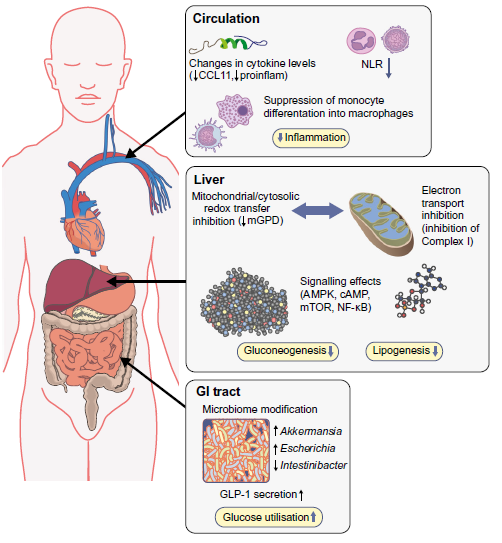 Circulation
Changes in cytokine levels
(↓CCL11,↓proinflam)
NLR
↓
Suppression of monocyte
differentation into macrophages
↓Inflammation
Liver
Mitochondrial/cytosolic
redox transfer
inhibition (↓mGPD)
Electron
transport
inhibition
(inhibition of
Complex I)
Signalling effects
(AMPK, cAMP,
mTOR, NF-κB)
Gluconeogenesis↓
Lipogenesis↓
GI tract
Microbiome modification
↑Akkermansia
↑Escherichia
↓Intestinibacter
GLP-1 secretion↑
Glucose utilisation↑